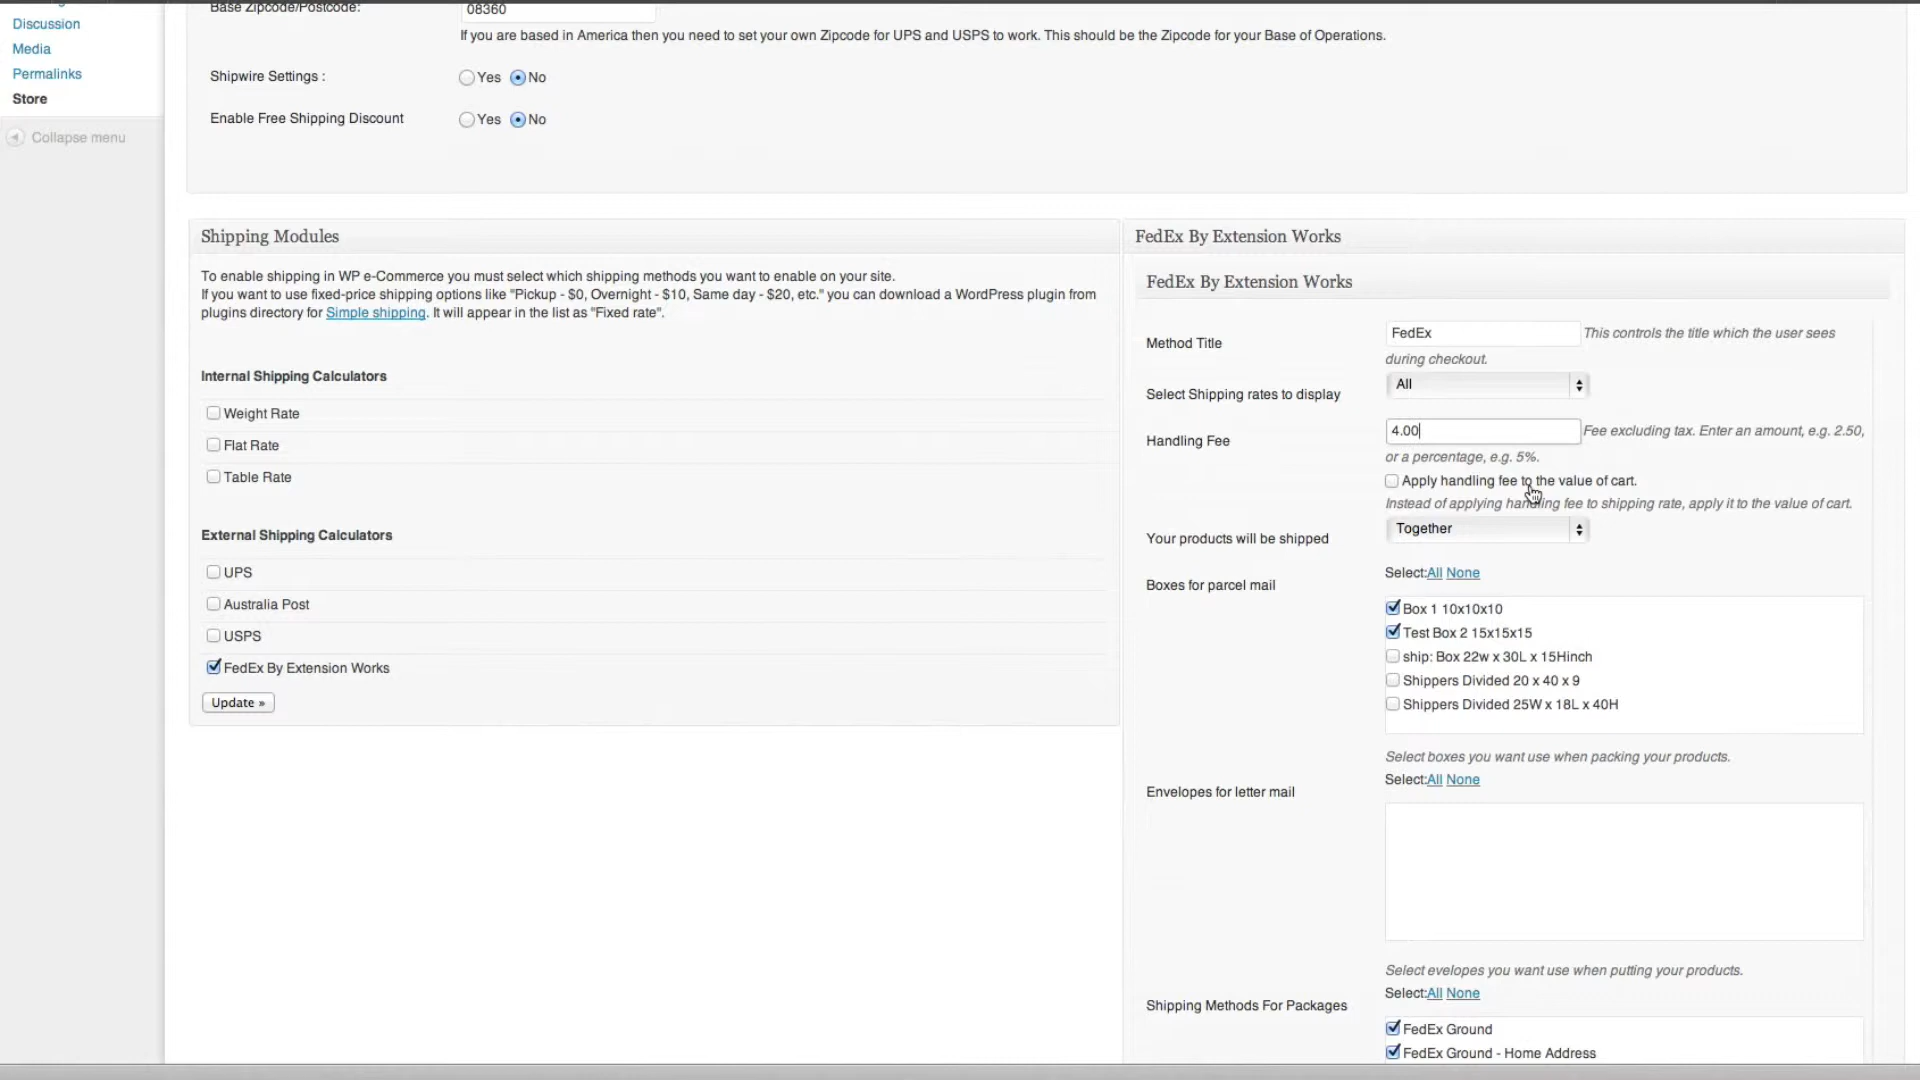 Discussion
Media
Permalinks
Store
Collapse menu
Base Zipcode/Postcode:
08360
If you are based in America then you need to set your own Zipcode for UPS and USPS to work. This should be the Zipcode for your Base of Operations.
Shipwire Settings :
Yes No
Enable Free Shipping Discount
Yes No
Shipping Modules
To enable shipping in WP e-Commerce you must select which shipping methods you want to enable on your site.
If you want to use fixed-price shipping options like "Pickup - $0, Overnight - $10, Same day - $20, etc." you can download a WordPress plugin from
plugins directory for Simple shipping. It will appear in the list as "Fixed rate".
Internal Shipping Calculators
Weight Rate
Flat Rate
Table Rate
External Shipping Calculators
UPS
Australia Post
USPS
FedEx By Extension Works
Update »
FedEx By Extension Works
FedEx By Extension Works
Method Title
FedEx
This controls the title which the user sees
during checkout.
Select Shipping rates to display
All
Handling Fee
4.00
Fee excluding tax. Enter an amount, e.g. 2.50,
or a percentage, e.g. 5%.
Apply handling fee to the value of cart.
Instead of applying handling fee to shipping rate, apply it to the value of cart.
Your products will be shipped
Together
Boxes for parcel mail
Select:All None
Box 1 10x10x10
Test Box 2 15x15x15
ship: Box 22w x 30L x 15Hinch
Shippers Divided 20 x 40 x 9
Shippers Divided 25W x 18L x 40H
Select boxes you want use when packing your products.
Envelopes for letter mail
Select:All None
Select evelopes you want use when putting your products.
Shipping Methods For Packages
Select:All None
FedEx Ground
FedEx Ground - Home Address